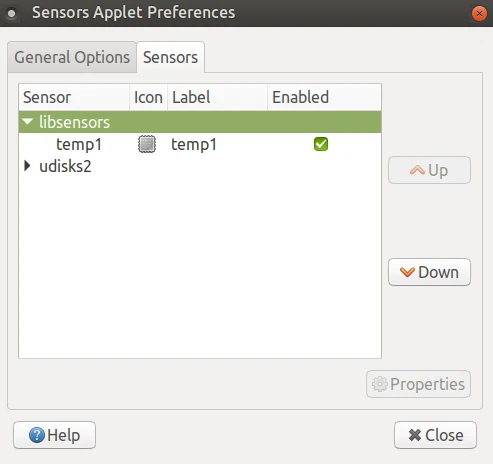 Sensors Applet Preferences
General Options Sensors
Sensor Icon Label Enabled
libsensors
temp1 temp1
udisks2
Up
Down
Properties
Help Close